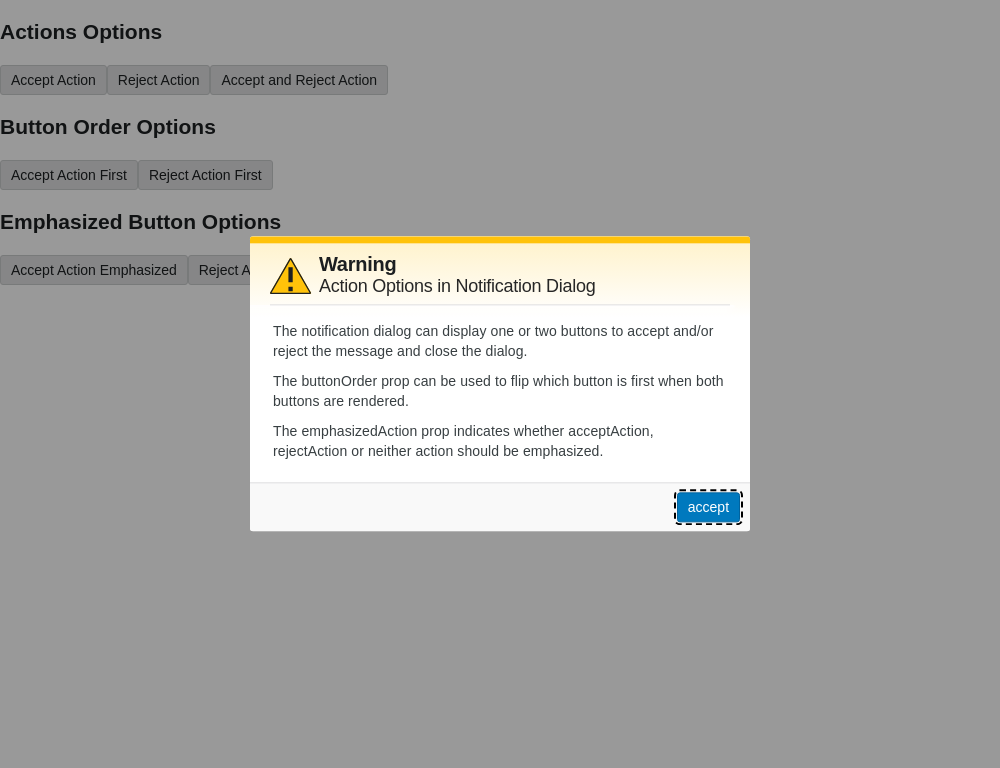 Actions Options
Accept Action Reject Action Accept and Reject Action
Button Order Options
Accept Action First Reject Action First
Emphasized Button Options
Accept Action Emphasized Reject
Warning
Action Options in Notification Dialog
The notification dialog can display one or two buttons to accept and/or
reject the message and close the dialog.
The buttonOrder prop can be used to flip which button is first when both
buttons are rendered.
The emphasizedAction prop indicates whether acceptAction,
rejectAction or neither action should be emphasized.
accept